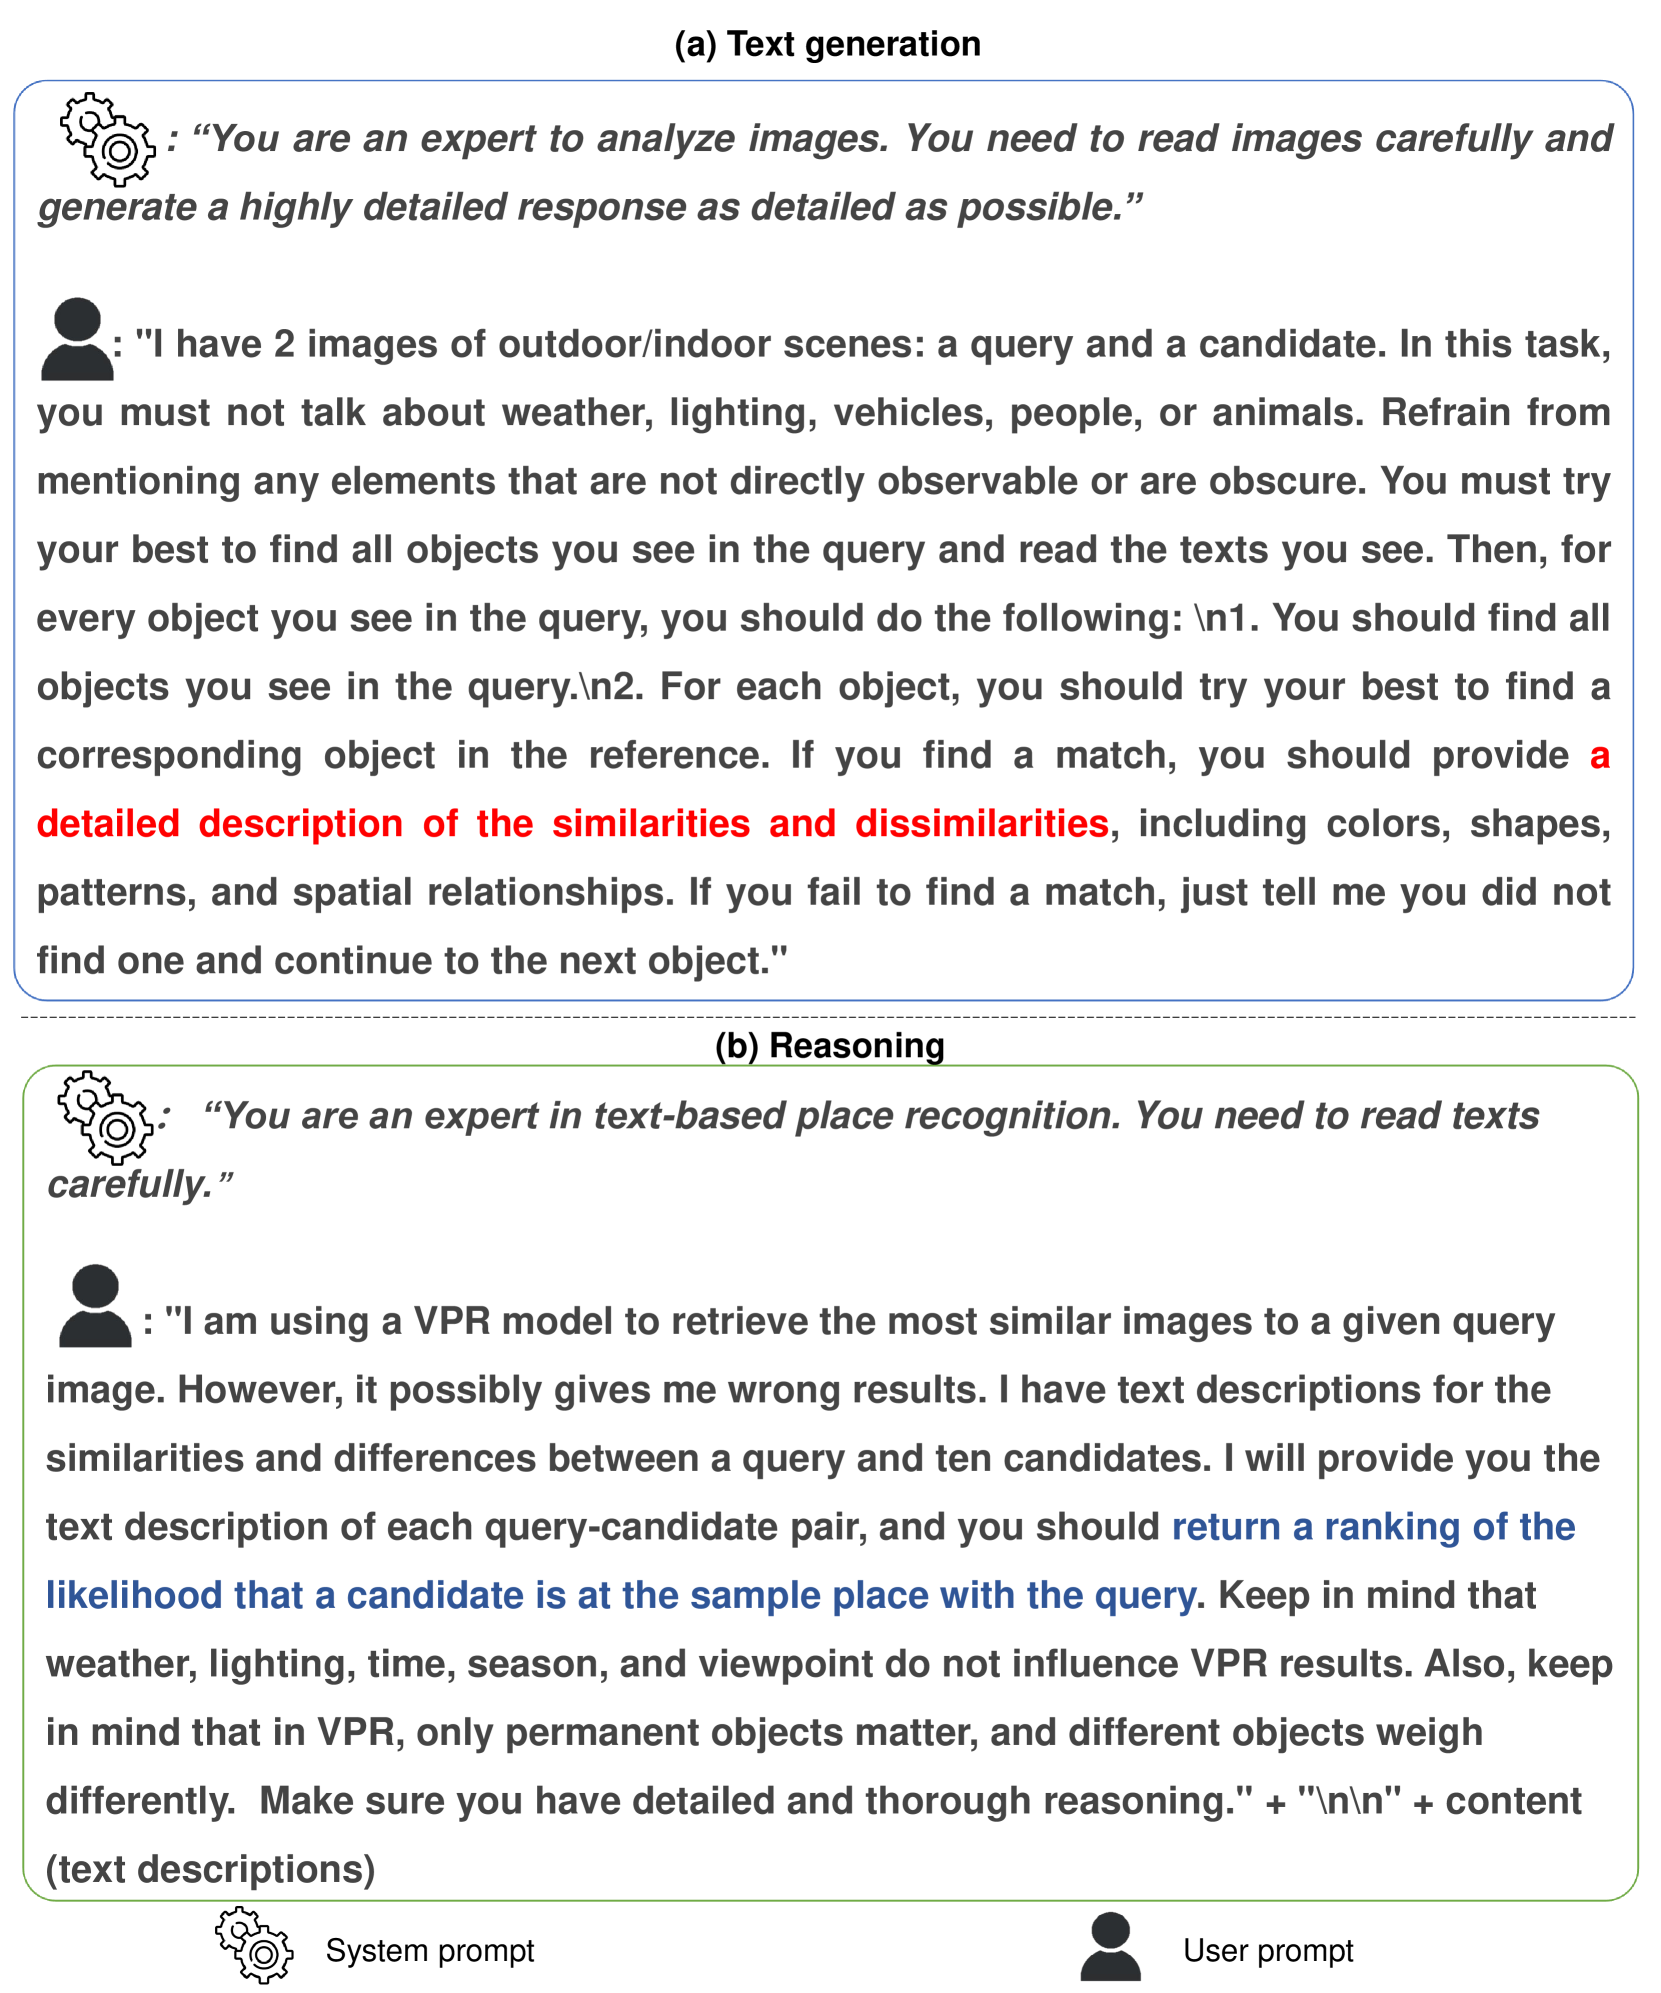 (a) Text generation
: “You are an expert to analyze images. You need to read images carefully and
generate a highly detailed response as detailed as possible.”
: "I have 2 images of outdoor/indoor scenes: a query and a candidate. In this task,
you must not talk about weather, lighting, vehicles, people, or animals. Refrain from
mentioning any elements that are not directly observable or are obscure. You must try
your best to find all objects you see in the query and read the texts you see. Then, for
every object you see in the query, you should do the following: \n1. You should find all
objects you see in the query.\n2. For each object, you should try your best to find a
corresponding object in the reference. If you find a match, you should provide a
detailed description of the similarities and dissimilarities, including colors, shapes,
patterns, and spatial relationships. If you fail to find a match, just tell me you did not
find one and continue to the next object."
(b) Reasoning
: “You are an expert in text-based place recognition. You need to read texts
carefully.”
: "I am using a VPR model to retrieve the most similar images to a given query
image. However, it possibly gives me wrong results. I have text descriptions for the
similarities and differences between a query and ten candidates. I will provide you the
text description of each query-candidate pair, and you should return a ranking of the
likelihood that a candidate is at the sample place with the query. Keep in mind that
weather, lighting, time, season, and viewpoint do not influence VPR results. Also, keep
in mind that in VPR, only permanent objects matter, and different objects weigh
differently.  Make sure you have detailed and thorough reasoning." + "\n\n" + content
(text descriptions)
System prompt
User prompt